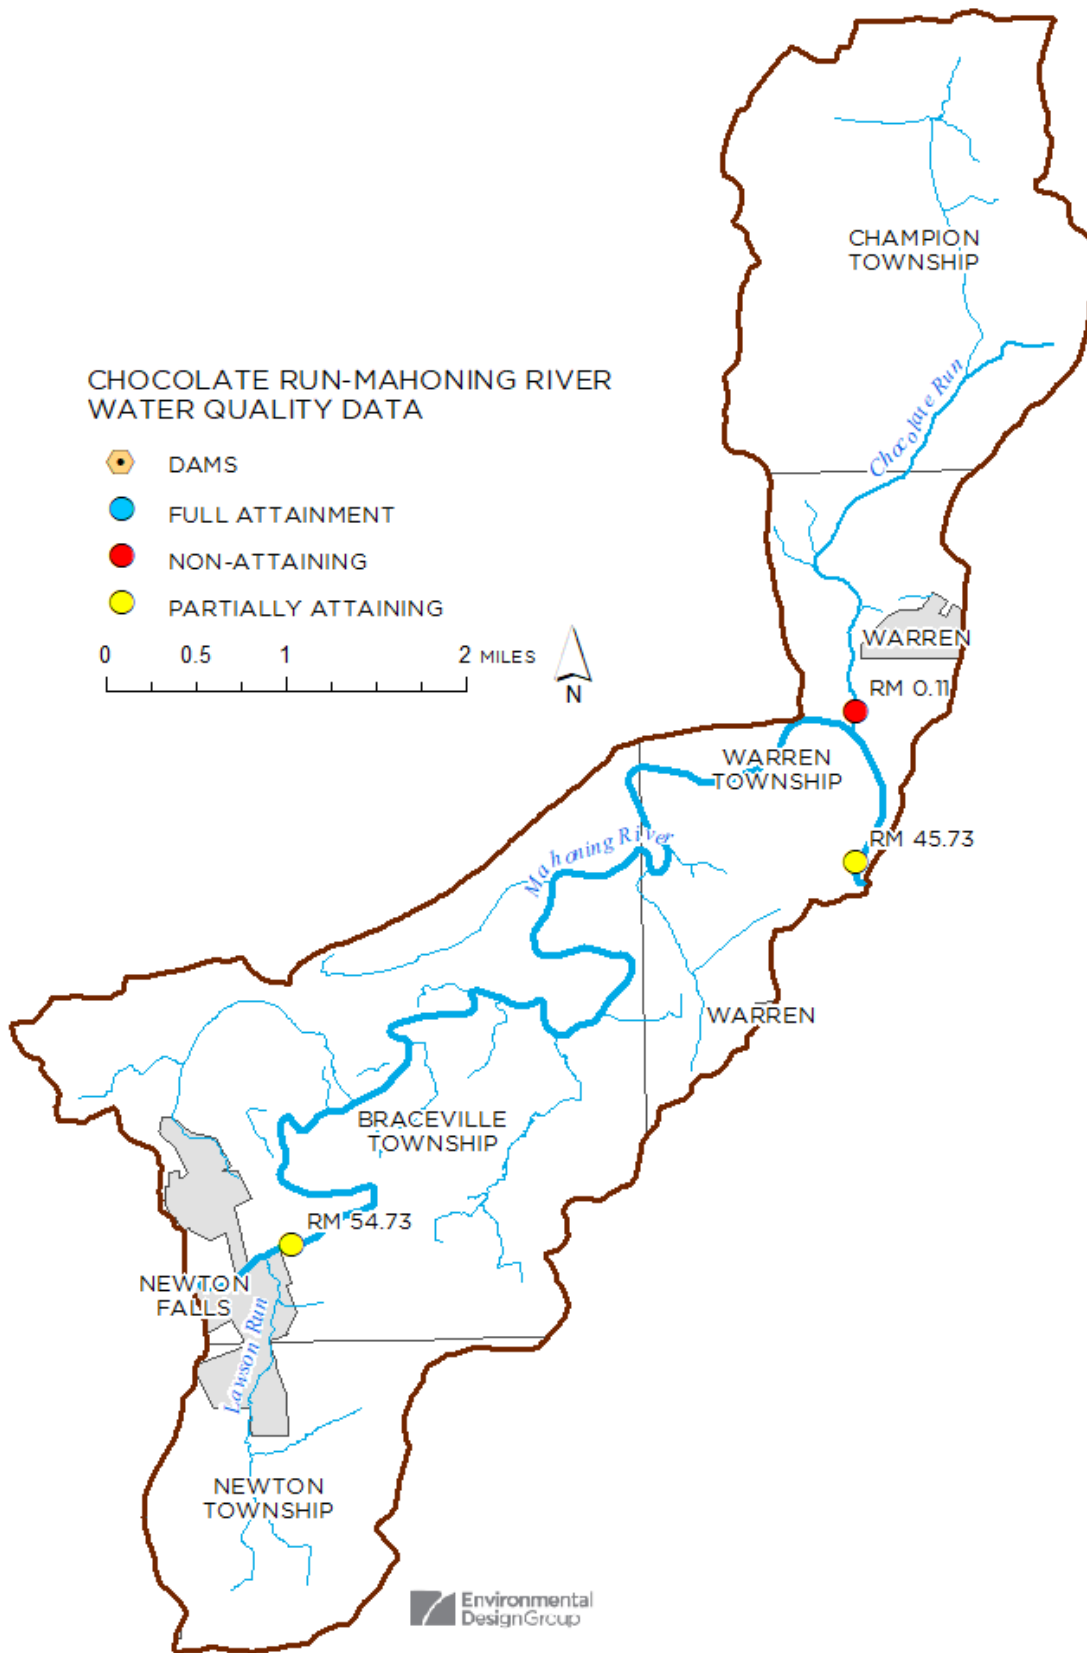 CHAMPION
TOWNSHIP
CHOCOLATE RUN-MAHONING RIVER
WATER QUALITY DATA
DAMS
FULL ATTAINMENT
NON-ATTAINING
PARTIALLY ATTAINING
0 0.5 1 2 MILES
N
Chocolate Run
WARREN
RM 0.11
WARREN
TOWNSHIP
RM 45.73
Mahoning River
WARREN
BRACEVILLE
TOWNSHIP
RM 54.73
NEWTON
FALLS
Lawson Run
NEWTON
TOWNSHIP
Environmental
DesignGroup